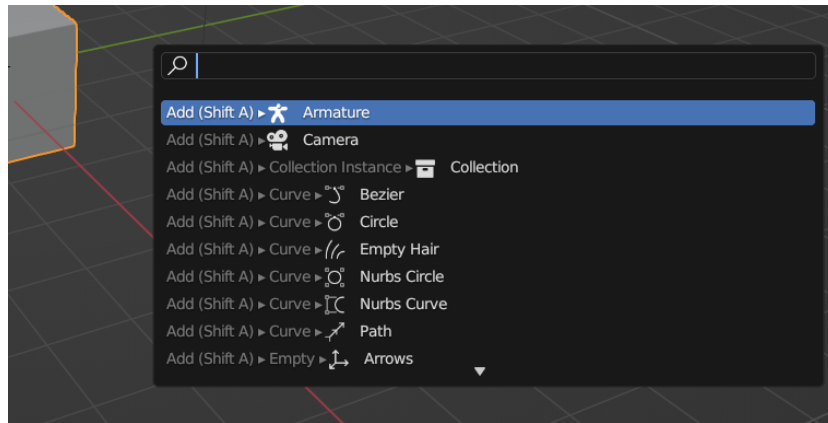 Add (Shift A) ▸ Armature
Add (Shift A) ▸ Camera
Add (Shift A) ▸ Collection Instance ▸ Collection
Add (Shift A) ▸ Curve ▸ Bezier
Add (Shift A) ▸ Curve ▸ Circle
Add (Shift A) ▸ Curve ▸ Empty Hair
Add (Shift A) ▸ Curve ▸ Nurbs Circle
Add (Shift A) ▸ Curve ▸ Nurbs Curve
Add (Shift A) ▸ Curve ▸ Path
Add (Shift A) ▸ Empty ▸ Arrows